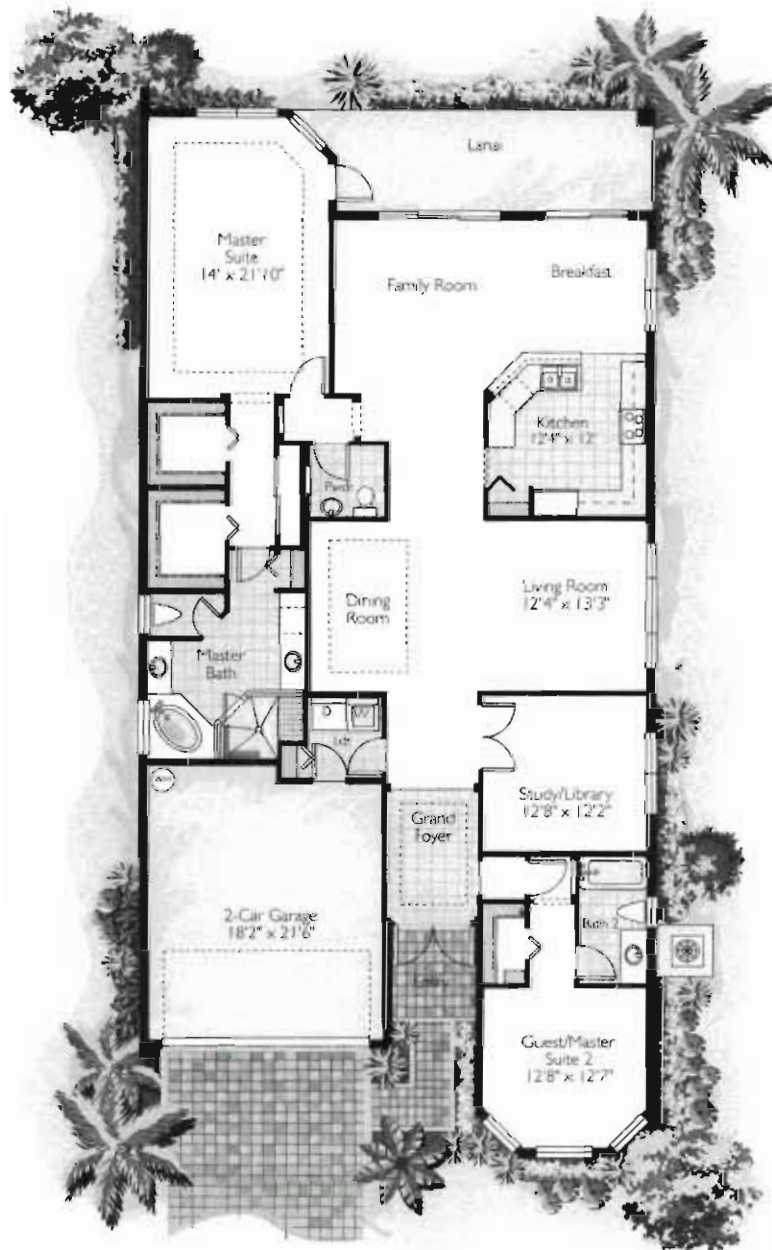 Lanai
Master
Suite
14' x 21'10"
Family Room
Breakfast
Kitchen
12'4" x 12'
Dining
Room
Living Room
12'4" x 13'3"
Master
Bath
Study/Library
12'8" x 12'2"
Grand
Foyer
2-Car Garage
18'2" x 21'6"
Bath 2
Entry
Guest/Master
Suite 2
12'8" x 12'7"